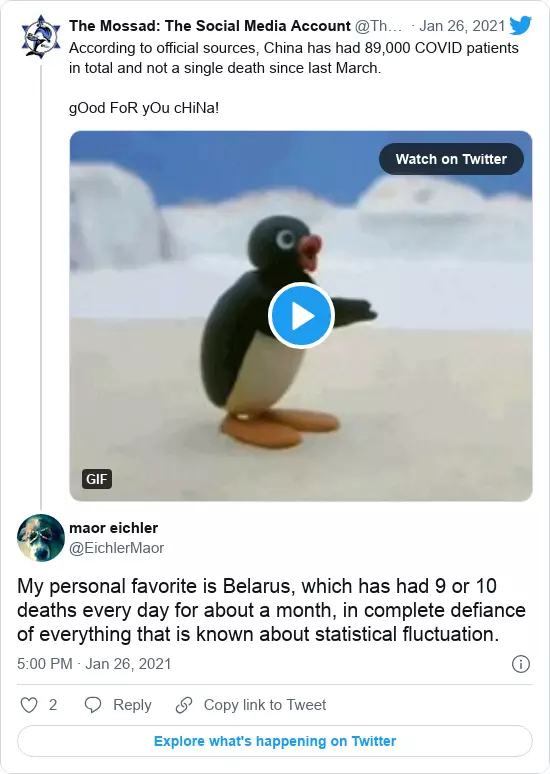 The Mossad: The Social Media Account @Th... · Jan 26, 2021
According to official sources, China has had 89,000 COVID patients
in total and not a single death since last March.
gOod FoR yOu cHiNa!
Watch on Twitter
GIF
maor eichler
@EichlerMaor
My personal favorite is Belarus, which has had 9 or 10
deaths every day for about a month, in complete defiance
of everything that is known about statistical fluctuation.
5:00 PM · Jan 26, 2021
2 Reply Copy link to Tweet
Explore what's happening on Twitter